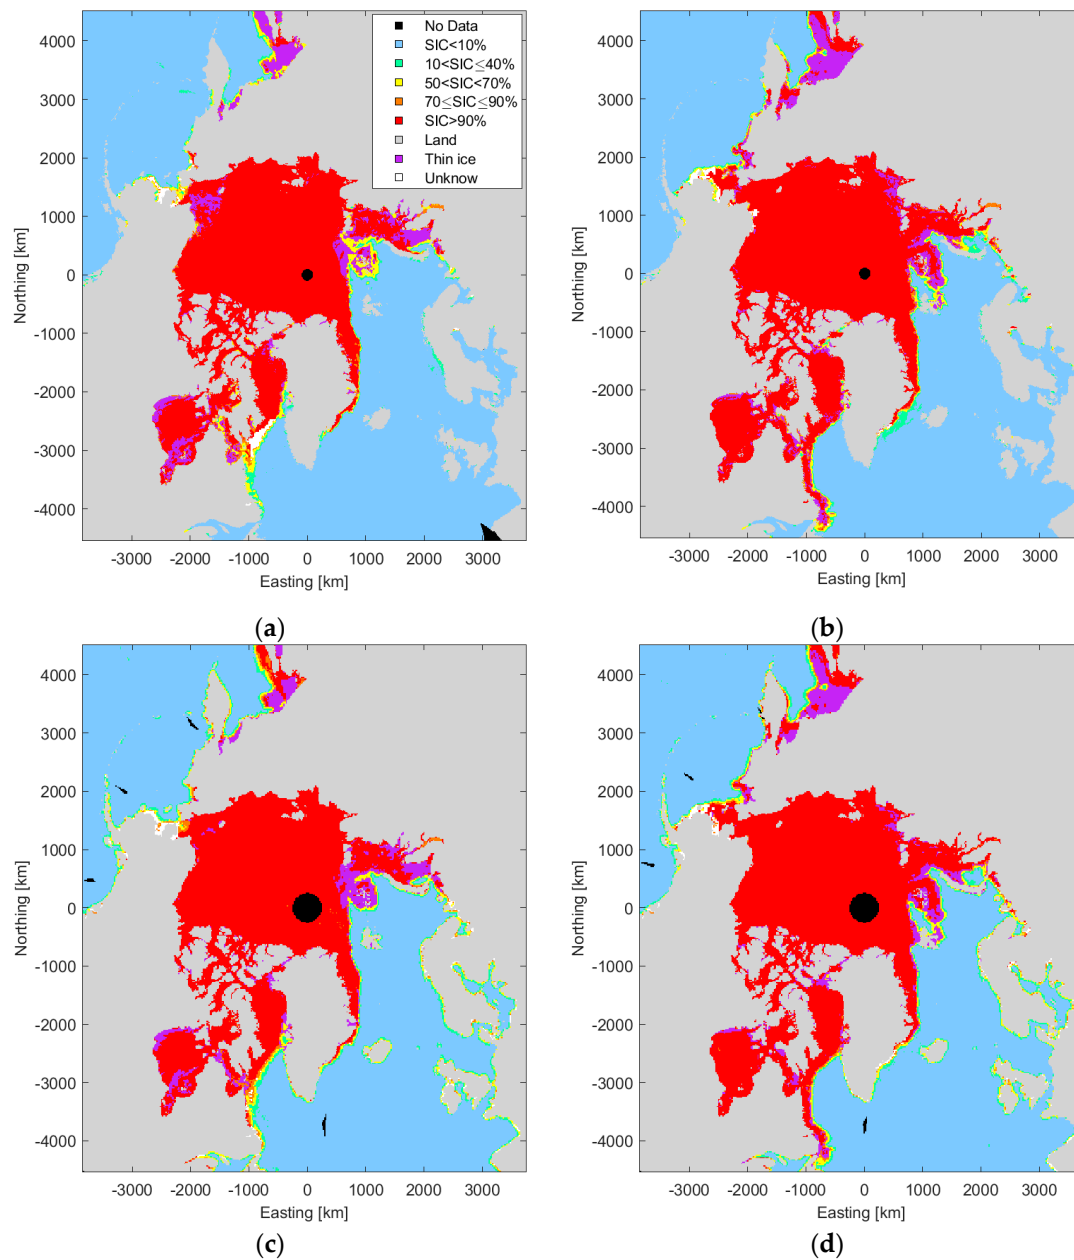 4000
3000
2000
1000
0
-1000
-2000
-3000
-4000
Northing [km]
-3000 -2000 -1000 0 1000 2000 3000
Easting [km]
No Data
SIC<10%
10<SIC≤40%
50<SIC<70%
70≤SIC≤90%
SIC>90%
Land
Thin ice
Unknow
(a)
4000
3000
2000
1000
0
-1000
-2000
-3000
-4000
Northing [km]
-3000 -2000 -1000 0 1000 2000 3000
Easting [km]
(b)
4000
3000
2000
1000
0
-1000
-2000
-3000
-4000
Northing [km]
-3000 -2000 -1000 0 1000 2000 3000
Easting [km]
(c)
4000
3000
2000
1000
0
-1000
-2000
-3000
-4000
Northing [km]
-3000 -2000 -1000 0 1000 2000 3000
Easting [km]
(d)